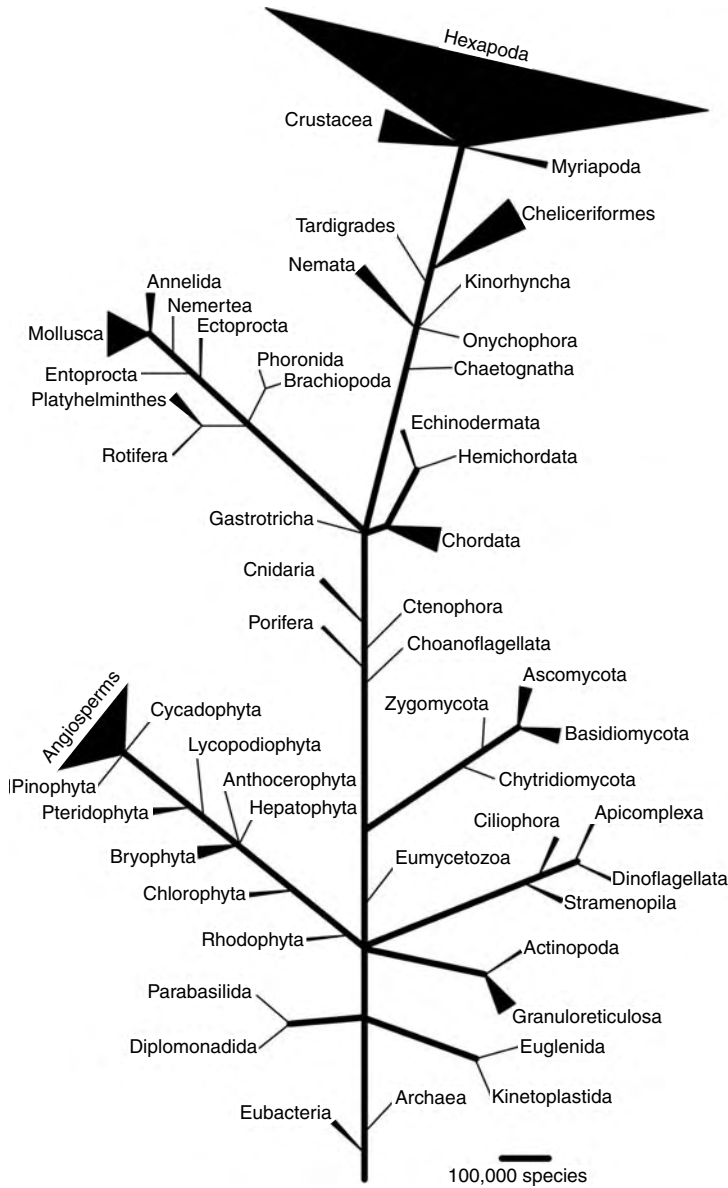 Hexapoda
Crustacea
Myriapoda
Cheliceriformes
Tardigrades
Nemata
Kinorhyncha
Annelida
Nemertea
Ectoprocta
Mollusca
Onychophora
Phoronida
Chaetognatha
Entoprocta
Brachiopoda
Platyhelminthes
Echinodermata
Rotifera
Hemichordata
Gastrotricha
Chordata
Cnidaria
Ctenophora
Porifera
Choanoflagellata
Ascomycota
Angiosperms
Zygomycota
Cycadophyta
Basidiomycota
Lycopodiophyta
Anthocerophyta
Chytridiomycota
lPinophyta
Hepatophyta
Pteridophyta
Apicomplexa
Ciliophora
Bryophyta
Eumycetozoa
Dinoflagellata
Chlorophyta
Stramenopila
Rhodophyta
Actinopoda
Parabasilida
Granuloreticulosa
Diplomonadida
Euglenida
Kinetoplastida
Archaea
Eubacteria
100,000 species